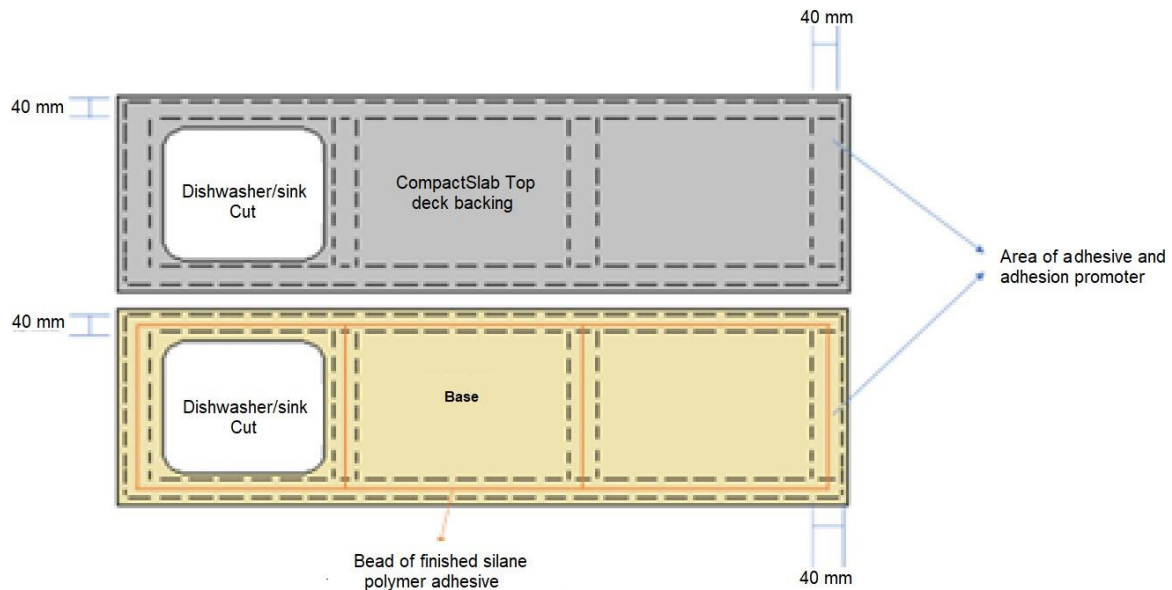 40 mm
40 mm
Dishwasher/sink
Cut
CompactSlab Top
deck backing
Area of adhesive and
adhesion promoter
40 mm
Dishwasher/sink
Cut
Base
Bead of finished silane
polymer adhesive
40 mm